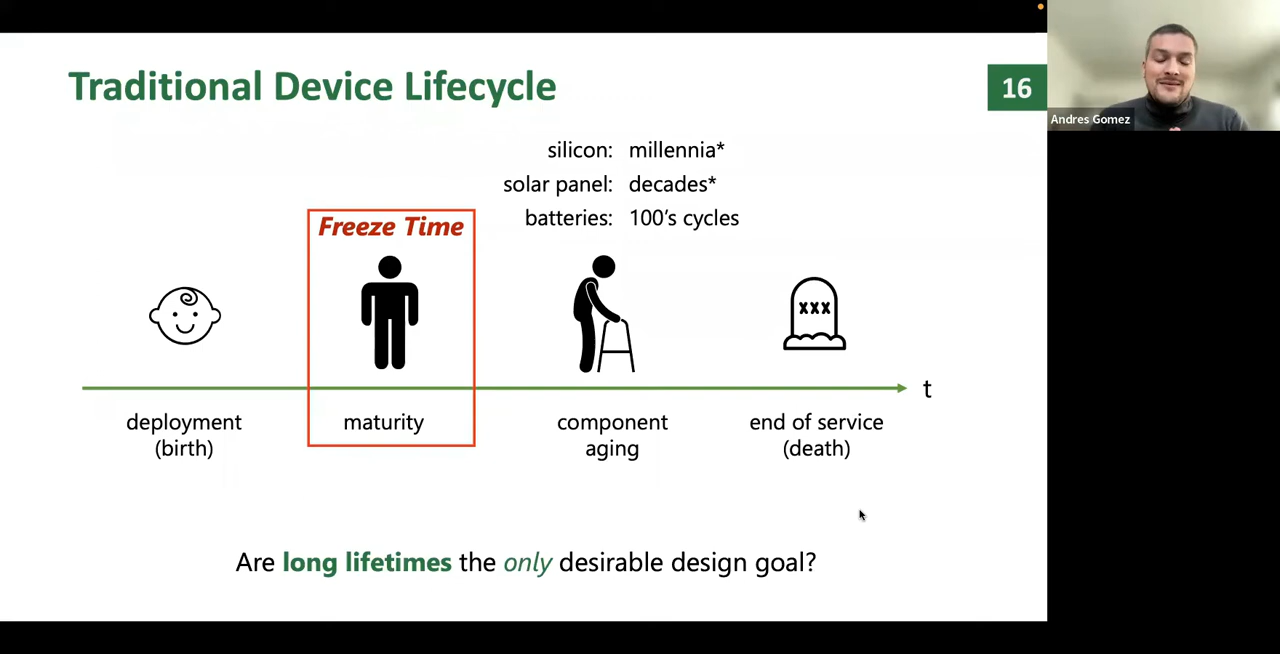 Traditional Device Lifecycle
16
Andres Gomez
silicon: millennia*
solar panel: decades*
batteries: 100's cycles
Freeze Time
xxx
t
deployment
(birth)
maturity
component
aging
end of service
(death)
Are long lifetimes the only desirable design goal?